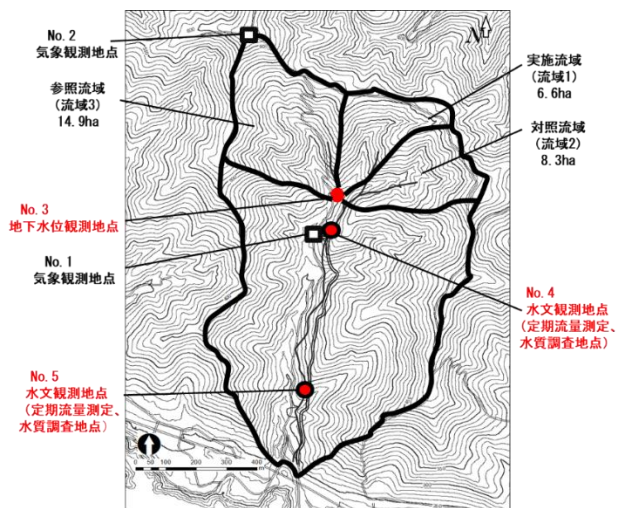 No. 2
気象観測地点
参照流域
(流域3)
14.9ha
実施流域
(流域1)
6.6ha
対照流域
(流域2)
8.3ha
No. 3
地下水位観測地点
No. 1
気象観測地点
No. 4
水文観測地点
(定期流量測定、
水質調査地点)
No. 5
水文観測地点
(定期流量測定、
水質調査地点)
N
0 50 100 200 300 400
m